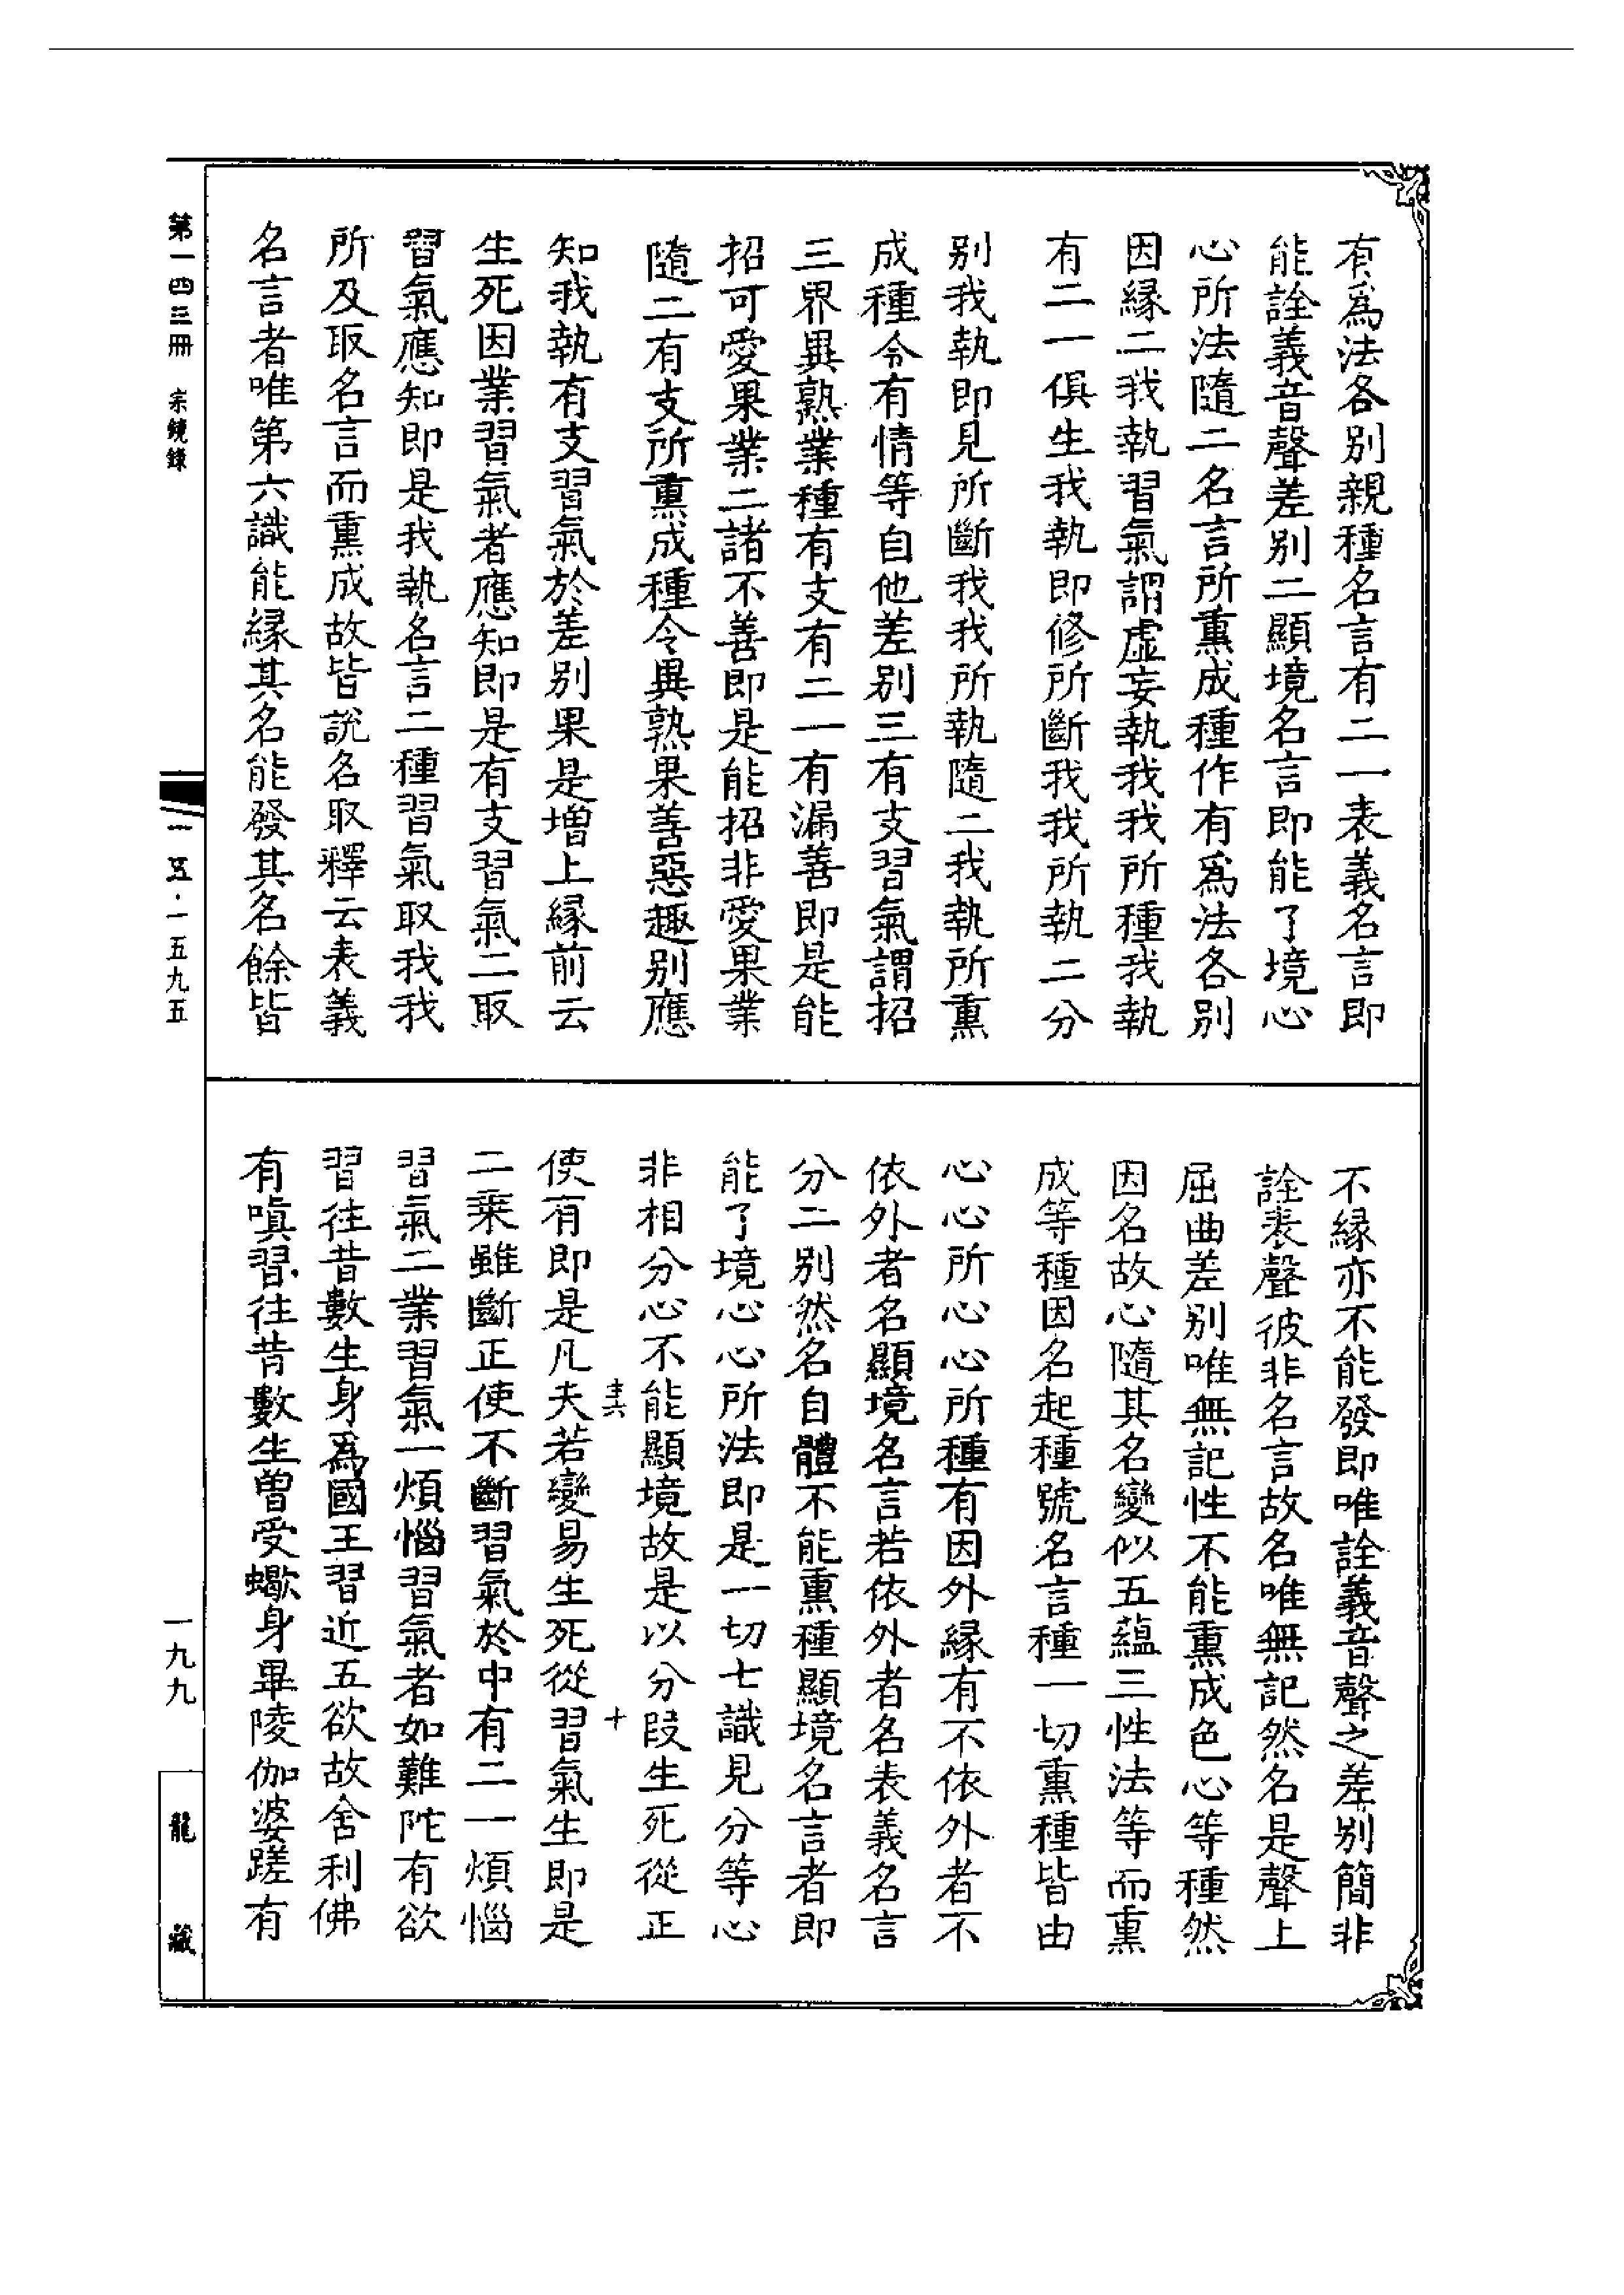 有為法各別親種名言有二一表義名言即
能詮義音聲差別二顯境名言即能了境心
心所法隨二名言所熏成種作有為法各別
因緣二我執習氣謂虛妄執我我所種我執
有二一俱生我執即修所斷我我所執二分
別我執即見所斷我我所執隨二我執所熏
成種令有情等自他差別三有支習氣謂招
三界異熟業種有支有二一有漏善即是能
招可愛果業二諸不善即是能招非愛果業
隨二有支所熏成種令異熟果善惡趣別應
知我執有支習氣於差別果是增上緣前云
生死因業習氣者應知即是有支習氣二取
習氣應知即是我執名言二種習氣取我我
所及取名言而熏成故皆說名取釋云表義
名言者唯第六識能緣其名能發其名餘皆
不緣亦不能發即唯詮義音聲之差別簡非
詮表聲彼非名言故名唯無記然名是聲上
屈曲差別唯無記性不能熏成色心等種然
因名故心隨其名變似五蘊三性法等而熏
成等種因名起種號名言種一切熏種皆由
心心所心心所種有因外緣有不依外者不
依外者名顯境名言若依外者名表義名言
分二別然名自體不能熏種顯境名言者即
能了境心心所法即是一切七識見分等心
非相分心不能顯境故是以分段生死從正
使有即是凡夫若變易生死從習氣生即是
二乘雖斷正使不斷習氣於中有二一煩惱
習氣二業習氣一煩惱習氣者如難陀有欲
習往昔數生身為國王習近五欲故舍利佛
有嗔習往昔數生曾受蠍身畢陵伽婆蹉有
第一四三冊 宗鏡錄
一五·一五九五
一九九
龍藏
十